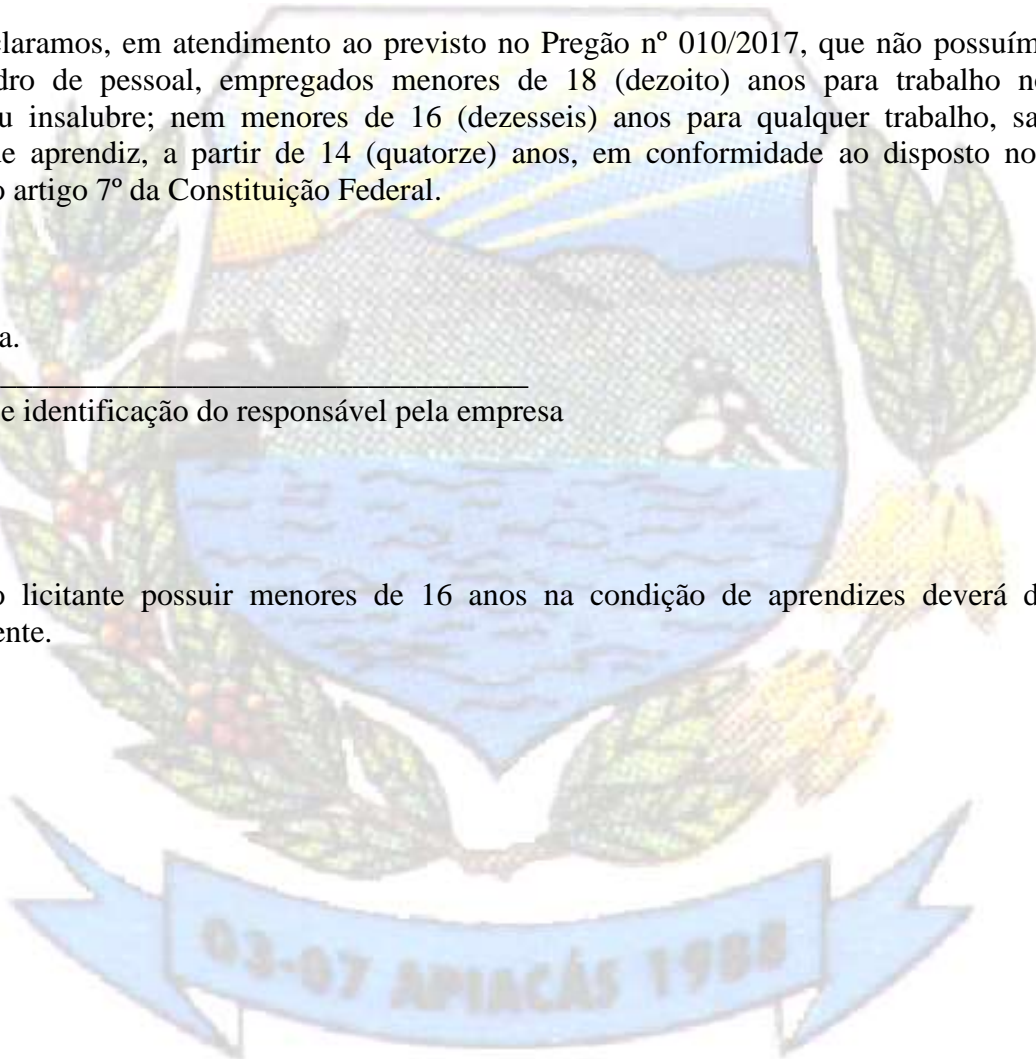 claramos, em atendimento ao previsto no Pregão nº 010/2017, que não possuím
dro de pessoal, empregados menores de 18 (dezoito) anos para trabalho n
u insalubre; nem menores de 16 (dezesseis) anos para qualquer trabalho, sa
e aprendiz, a partir de 14 (quatorze) anos, em conformidade ao disposto no
o artigo 7º da Constituição Federal.
a.
e identificação do responsável pela empresa
o licitante possuir menores de 16 anos na condição de aprendizes deverá d
ente.
03-07 APIACÁS 1988